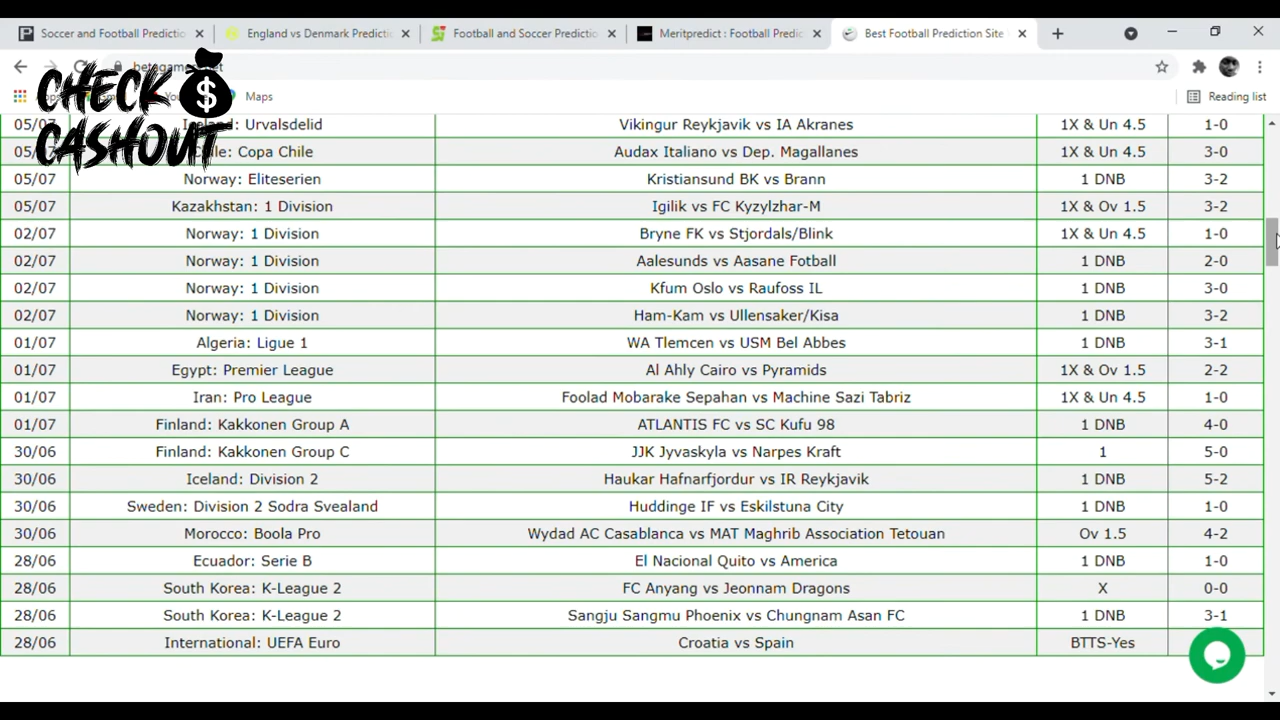 Soccer and Football Predictio
England vs Denmark Predictio
Football and Soccer Predictio
Meritpredict : Football Predic
Best Football Prediction Site
Maps
Reading list
CHECK
CASHOUT
$
05/07 Iceland: Urvalsdelid Vikingur Reykjavik vs IA Akranes 1X & Un 4.5 1-0
05/07 Chile: Copa Chile Audax Italiano vs Dep. Magallanes 1X & Un 4.5 3-0
05/07 Norway: Eliteserien Kristiansund BK vs Brann 1 DNB 3-2
05/07 Kazakhstan: 1 Division Igilik vs FC Kyzylzhar-M 1X & Ov 1.5 3-2
02/07 Norway: 1 Division Bryne FK vs Stjordals/Blink 1X & Un 4.5 1-0
02/07 Norway: 1 Division Aalesunds vs Aasane Fotball 1 DNB 2-0
02/07 Norway: 1 Division Kfum Oslo vs Raufoss IL 1 DNB 3-0
02/07 Norway: 1 Division Ham-Kam vs Ullensaker/Kisa 1 DNB 3-2
01/07 Algeria: Ligue 1 WA Tlemcen vs USM Bel Abbes 1 DNB 3-1
01/07 Egypt: Premier League Al Ahly Cairo vs Pyramids 1X & Ov 1.5 2-2
01/07 Iran: Pro League Foolad Mobarake Sepahan vs Machine Sazi Tabriz 1X & Un 4.5 1-0
01/07 Finland: Kakkonen Group A ATLANTIS FC vs SC Kufu 98 1 DNB 4-0
30/06 Finland: Kakkonen Group C JJK Jyvaskyla vs Narpes Kraft 1 5-0
30/06 Iceland: Division 2 Haukar Hafnarfjordur vs IR Reykjavik 1 DNB 5-2
30/06 Sweden: Division 2 Sodra Svealand Huddinge IF vs Eskilstuna City 1 DNB 1-0
30/06 Morocco: Boola Pro Wydad AC Casablanca vs MAT Maghrib Association Tetouan Ov 1.5 4-2
28/06 Ecuador: Serie B El Nacional Quito vs America 1 DNB 1-0
28/06 South Korea: K-League 2 FC Anyang vs Jeonnam Dragons X 0-0
28/06 South Korea: K-League 2 Sangju Sangmu Phoenix vs Chungnam Asan FC 1 DNB 3-1
28/06 International: UEFA Euro Croatia vs Spain BTTS-Yes